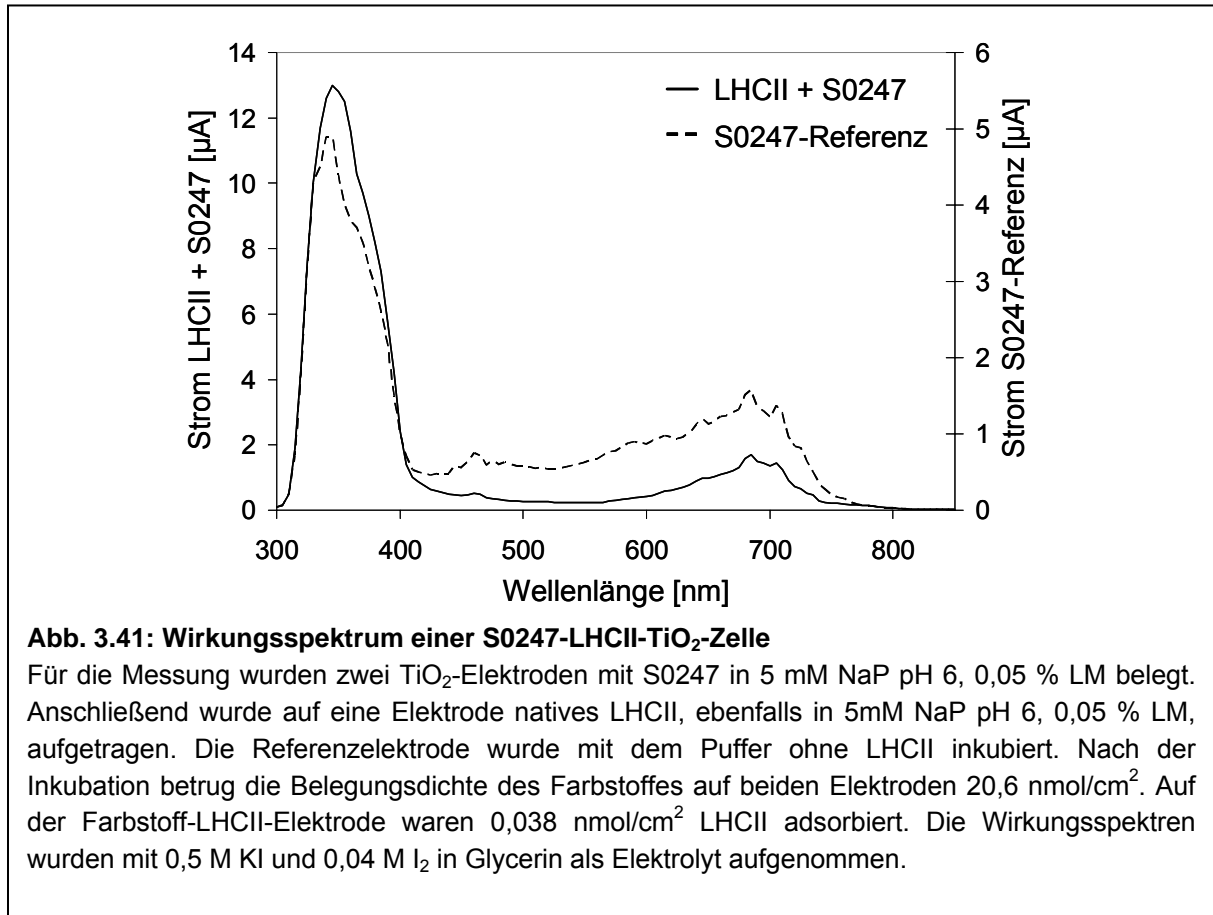 14
12
10
8
6
4
2
0
Strom LHCII + S0247 [µA]
LHCII + S0247
S0247-Referenz
6
5
4
3
2
1
0
Strom S0247-Referenz [µA]
300 400 500 600 700 800
Wellenlänge [nm]
Abb. 3.41: Wirkungsspektrum einer S0247-LHCII-TiO₂-Zelle
Für die Messung wurden zwei TiO₂-Elektroden mit S0247 in 5 mM NaP pH 6, 0,05 % LM belegt.
Anschließend wurde auf eine Elektrode natives LHCII, ebenfalls in 5mM NaP pH 6, 0,05 % LM,
aufgetragen. Die Referenzelektrode wurde mit dem Puffer ohne LHCII inkubiert. Nach der
Inkubation betrug die Belegungsdichte des Farbstoffes auf beiden Elektroden 20,6 nmol/cm². Auf
der Farbstoff-LHCII-Elektrode waren 0,038 nmol/cm² LHCII adsorbiert. Die Wirkungsspektren
wurden mit 0,5 M KI und 0,04 M I₂ in Glycerin als Elektrolyt aufgenommen.